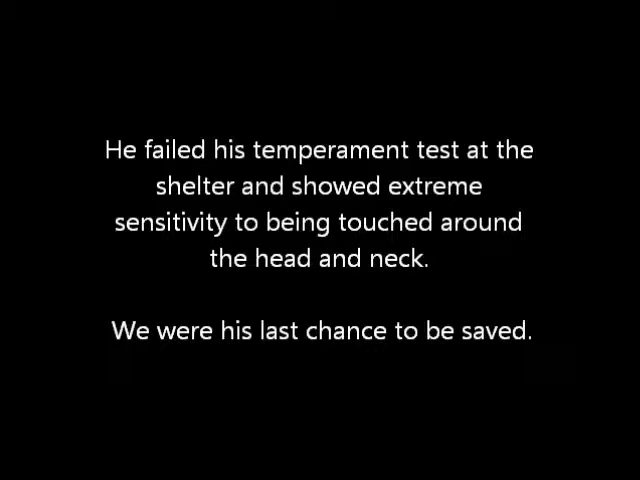 He failed his temperament test at the
shelter and showed extreme
sensitivity to being touched around
the head and neck.
We were his last chance to be saved.